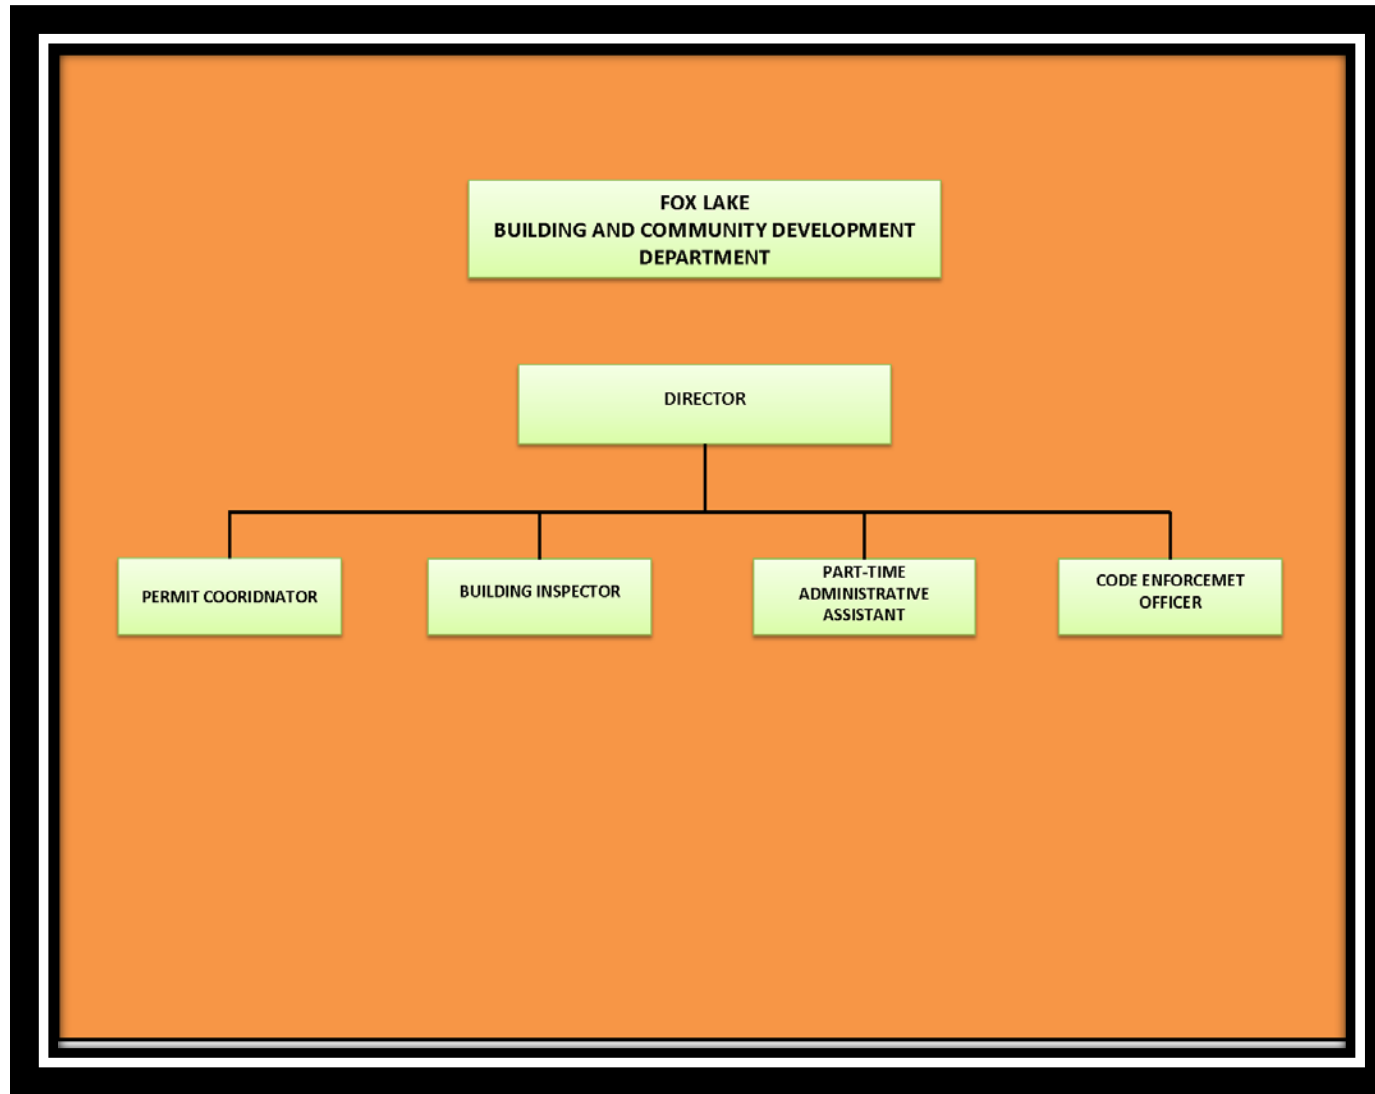 FOX LAKE
BUILDING AND COMMUNITY DEVELOPMENT
DEPARTMENT
DIRECTOR
PERMIT COORIDNATOR
BUILDING INSPECTOR
PART-TIME
ADMINISTRATIVE
ASSISTANT
CODE ENFORCEMET
OFFICER